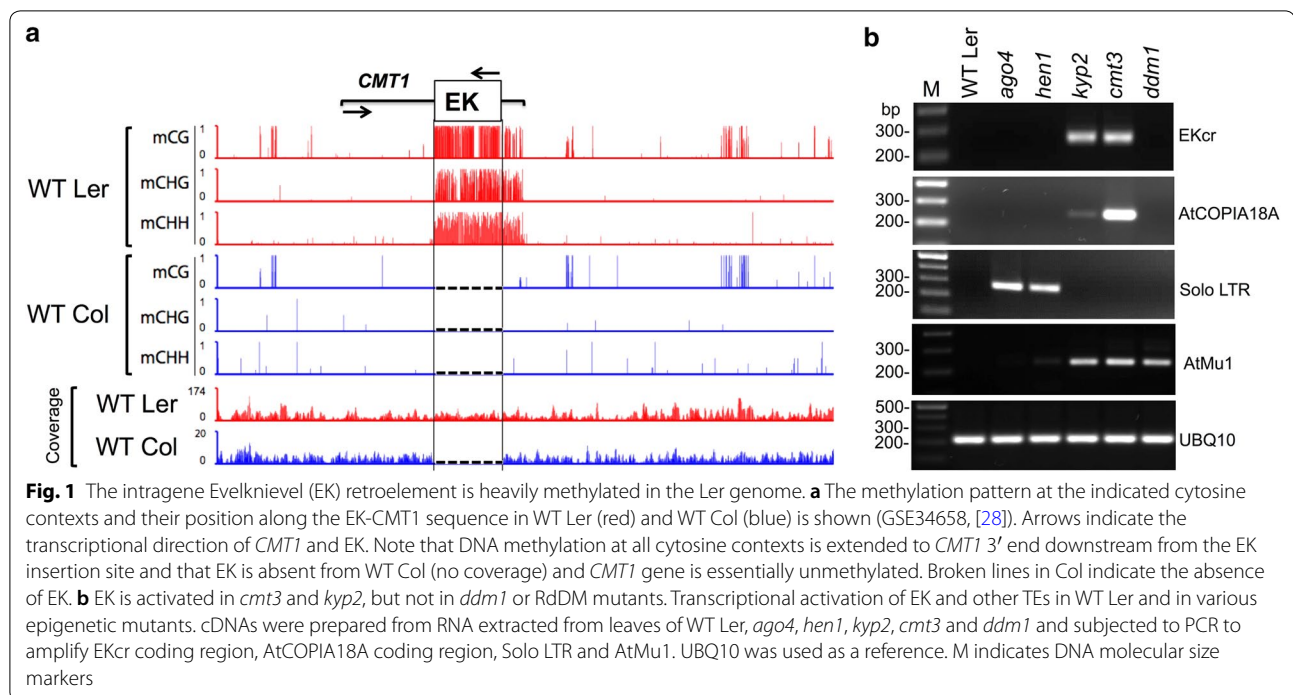 a
CMT1
EK
WT Ler
mCG
1
0
mCHG
1
0
mCHH
1
0
WT Col
mCG
1
0
mCHG
1
0
mCHH
1
0
Coverage
WT Ler
174
0
WT Col
20
0
b
M
WT Ler
ago4
hen1
kyp2
cmt3
ddm1
bp
300-
200-
EKcr
300-
200-
AtCOPIA18A
300-
200-
Solo LTR
300-
200-
AtMu1
500-
300-
200-
UBQ10
Fig. 1 The intragene Evelknievel (EK) retroelement is heavily methylated in the Ler genome. a The methylation pattern at the indicated cytosine
contexts and their position along the EK-CMT1 sequence in WT Ler (red) and WT Col (blue) is shown (GSE34658, [28]). Arrows indicate the
transcriptional direction of CMT1 and EK. Note that DNA methylation at all cytosine contexts is extended to CMT1 3′ end downstream from the EK
insertion site and that EK is absent from WT Col (no coverage) and CMT1 gene is essentially unmethylated. Broken lines in Col indicate the absence
of EK. b EK is activated in cmt3 and kyp2, but not in ddm1 or RdDM mutants. Transcriptional activation of EK and other TEs in WT Ler and in various
epigenetic mutants. cDNAs were prepared from RNA extracted from leaves of WT Ler, ago4, hen1, kyp2, cmt3 and ddm1 and subjected to PCR to
amplify EKcr coding region, AtCOPIA18A coding region, Solo LTR and AtMu1. UBQ10 was used as a reference. M indicates DNA molecular size
markers